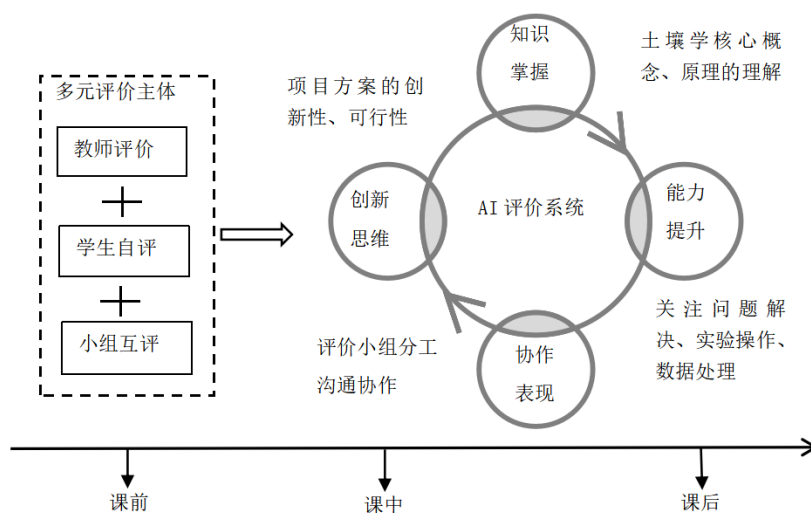 多元评价主体
教师评价
学生自评
小组互评
知识
掌握
土壤学核心概
念、原理的理解
项目方案的创
新性、可行性
创新
思维
AI 评价系统
能力
提升
关注问题解
决、实验操作、
数据处理
评价小组分工
沟通协作
协作
表现
课前
课中
课后